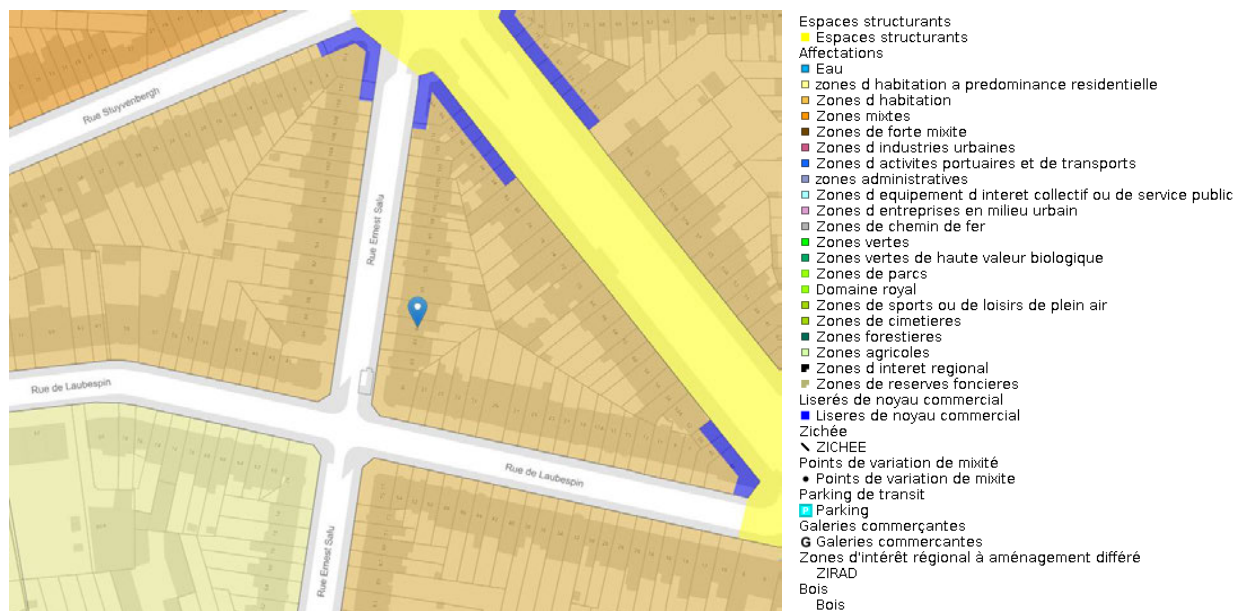 Rue Stuyvenbergh
Rue Ernest Salu
Rue de Laubespin
Rue de Laubespin
Rue Ernest Salu
Espaces structurants
Espaces structurants
Affectations
Eau
zones d habitation a predominance residentielle
Zones d habitation
Zones mixtes
Zones de forte mixite
Zones d industries urbaines
Zones d activites portuaires et de transports
zones administratives
Zones d equipement d interet collectif ou de service public
Zones d entreprises en milieu urbain
Zones de chemin de fer
Zones vertes
Zones vertes de haute valeur biologique
Zones de parcs
Domaine royal
Zones de sports ou de loisirs de plein air
Zones de cimetieres
Zones forestieres
Zones agricoles
Zones d interet regional
Zones de reserves foncieres
Liserés de noyau commercial
Liseres de noyau commercial
Zichée
ZICHEE
Points de variation de mixité
Points de variation de mixite
Parking de transit
P Parking
Galeries commerçantes
G Galeries commercantes
Zones d'intérêt régional à aménagement différé
ZIRAD
Bois
Bois